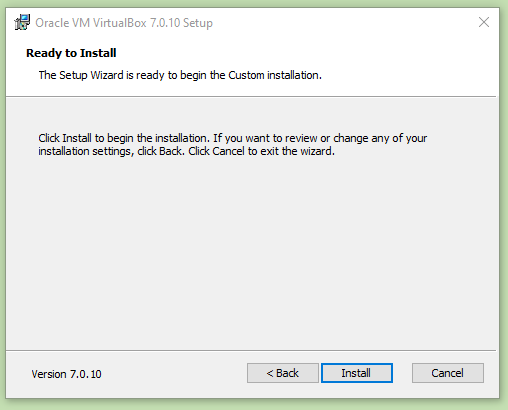 Oracle VM VirtualBox 7.0.10 Setup
Ready to Install
The Setup Wizard is ready to begin the Custom installation.
Click Install to begin the installation. If you want to review or change any of your
installation settings, click Back. Click Cancel to exit the wizard.
Version 7.0.10
< Back
Install
Cancel